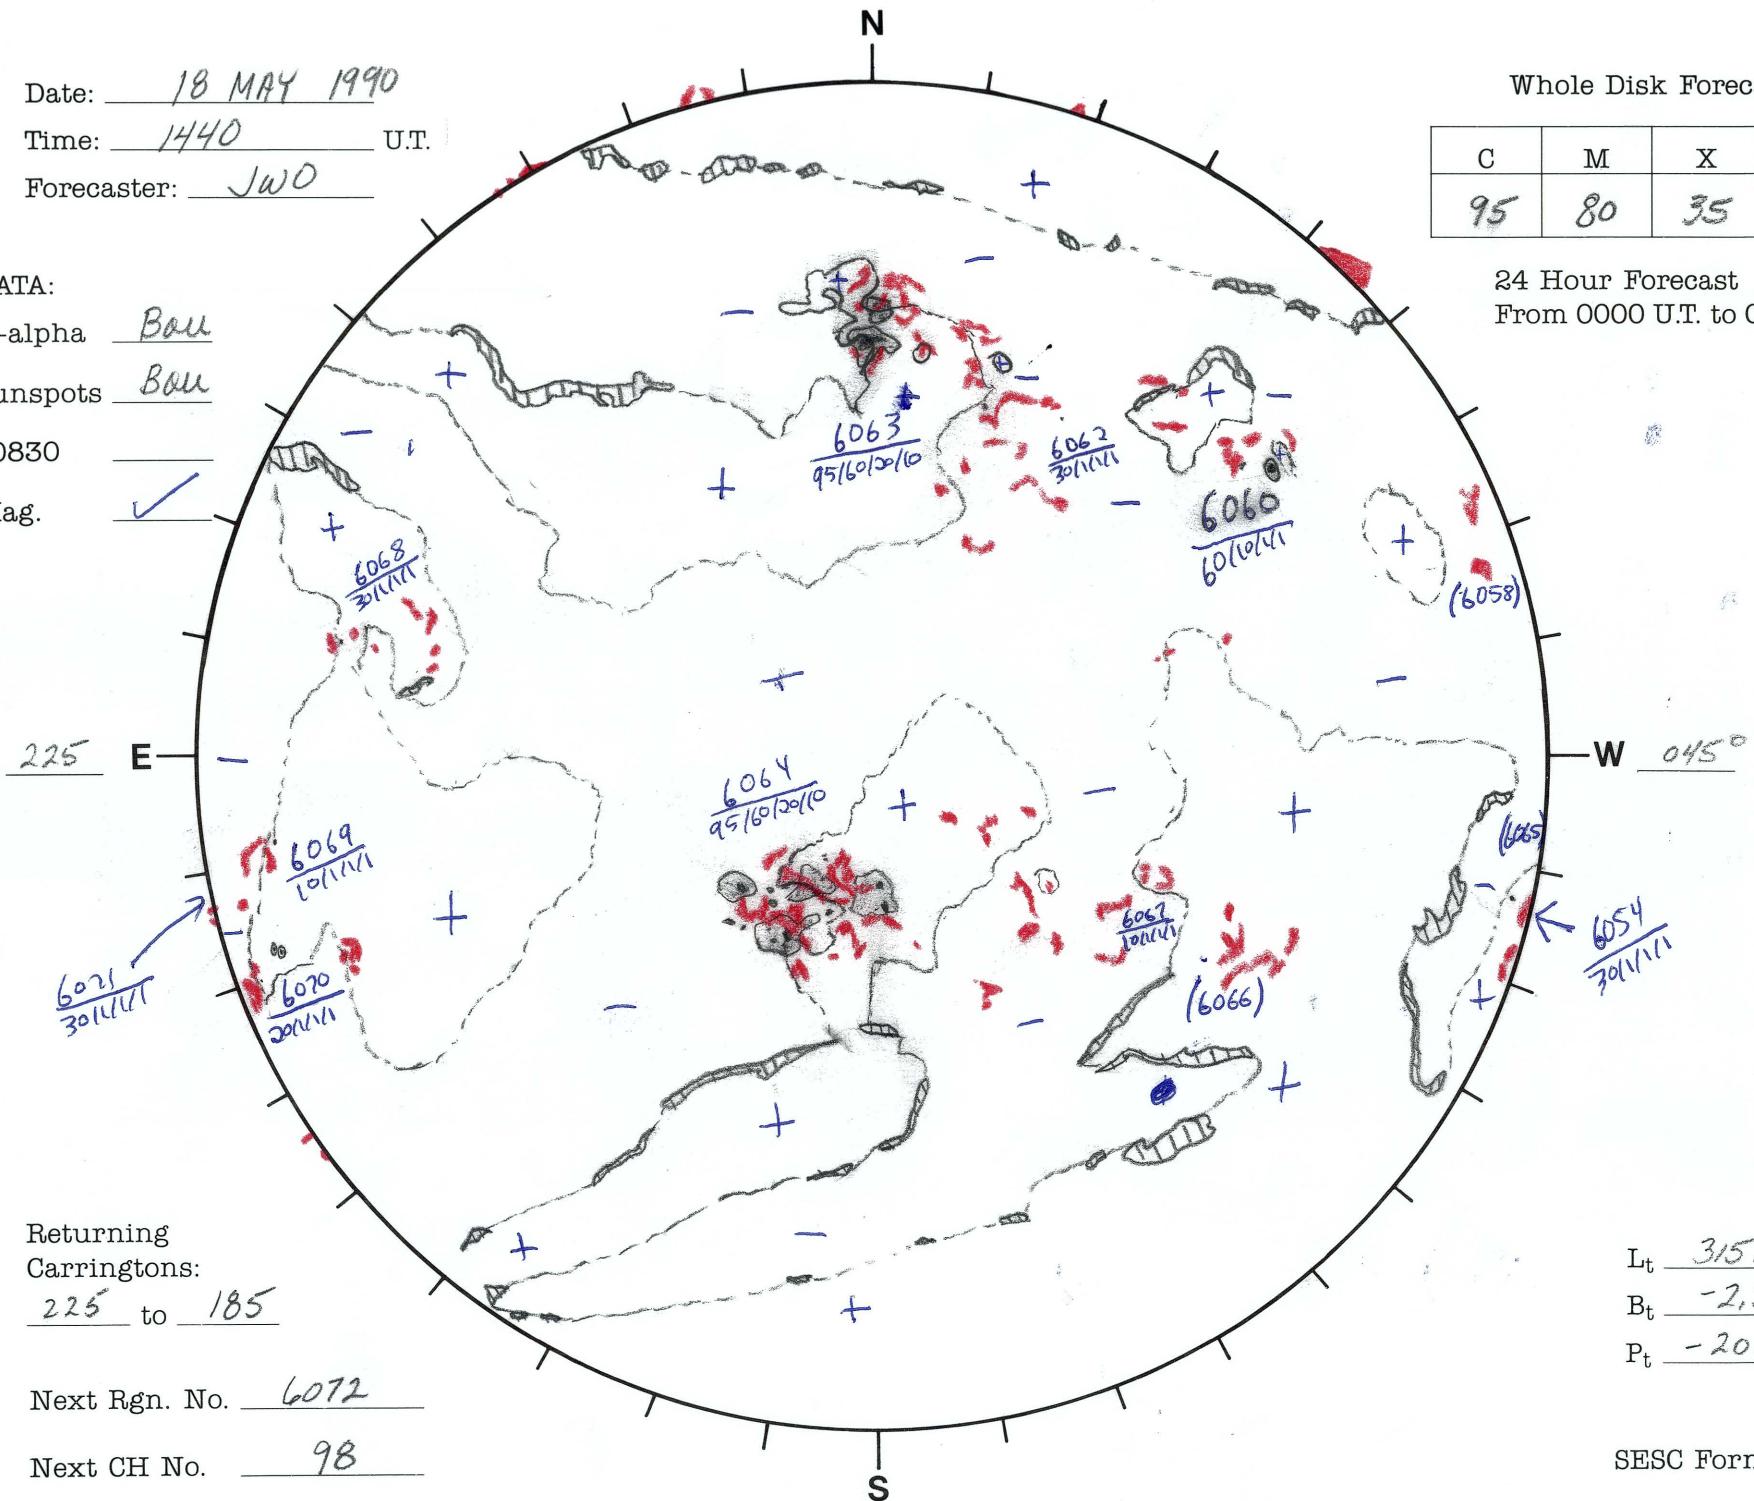 N
Date: 18 MAY 1990
Time: 1440 U.T.
Forecaster: JWO
Whole Disk Forec
C M X
95 80 35
24 Hour Forecast
From 0000 U.T. to 0
ATA:
-alpha Bou
unspots Bou
0830
ag. ✓
6063
95/60/20/10
6062
30/1/1/1
6060
60/10/1/1
6068
30/1/1/1
(6058)
225 E
W 045°
6064
95/60/20/10
6069
10/1/1/1
(6065)
6067
10/1/1/1
6054
30/1/1/1
6071
30/1/1/1
6070
20/1/1/1
(6066)
Returning
Carringtons:
225 to 185
Next Rgn. No. 6072
Next CH No. 98
Lt 315
Bt -2.
Pt -20
S
SESC Form